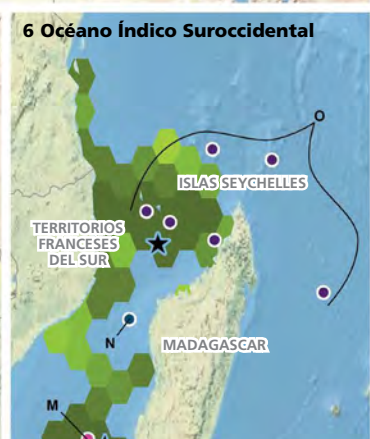 6 Océano Índico Suroccidental
O
ISLAS SEYCHELLES
TERRITORIOS
FRANCESES
DEL SUR
N
MADAGASCAR
M